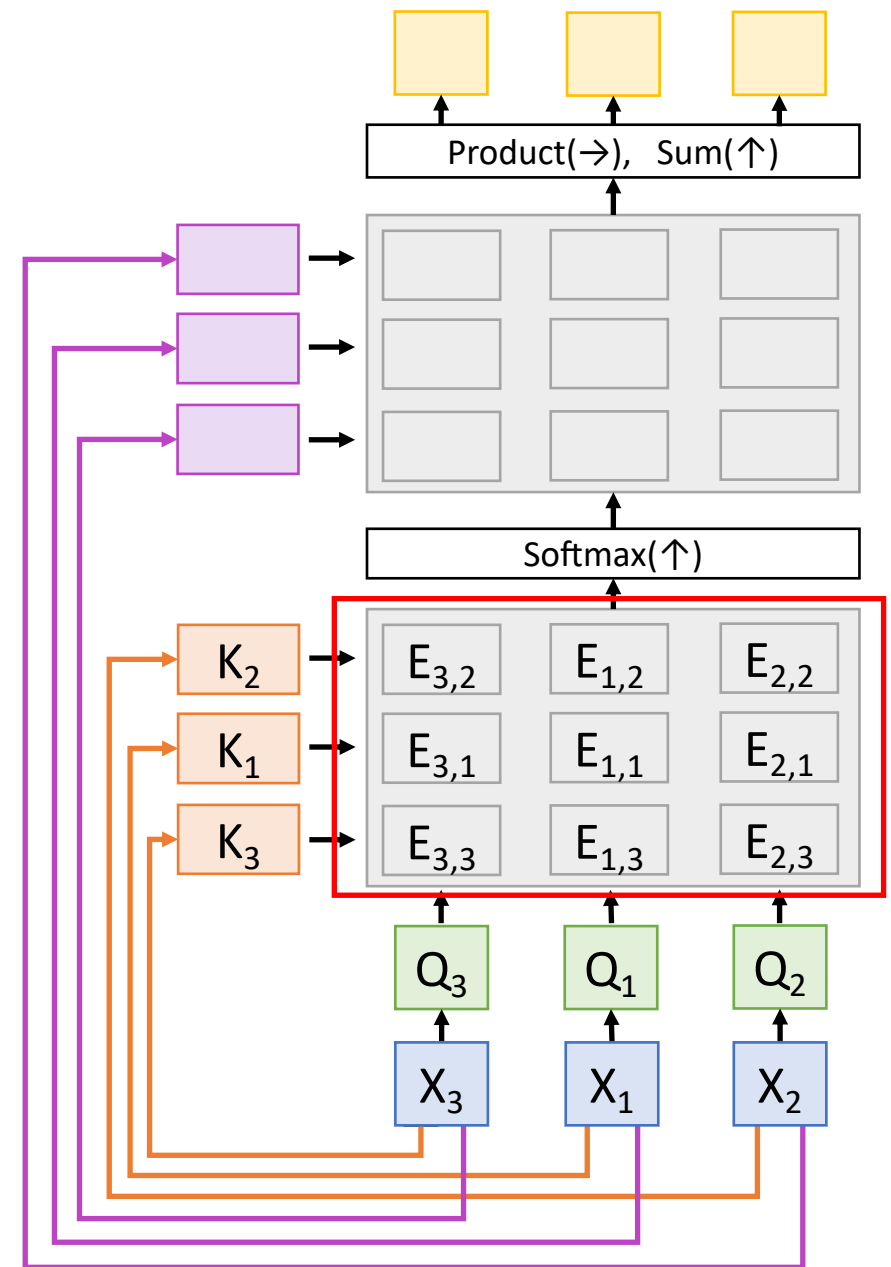 Product(→), Sum(↑)
Softmax(↑)
K₂ E₃,₂ E₁,₂ E₂,₂
K₁ E₃,₁ E₁,₁ E₂,₁
K₃ E₃,₃ E₁,₃ E₂,₃
Q₃ Q₁ Q₂
X₃ X₁ X₂